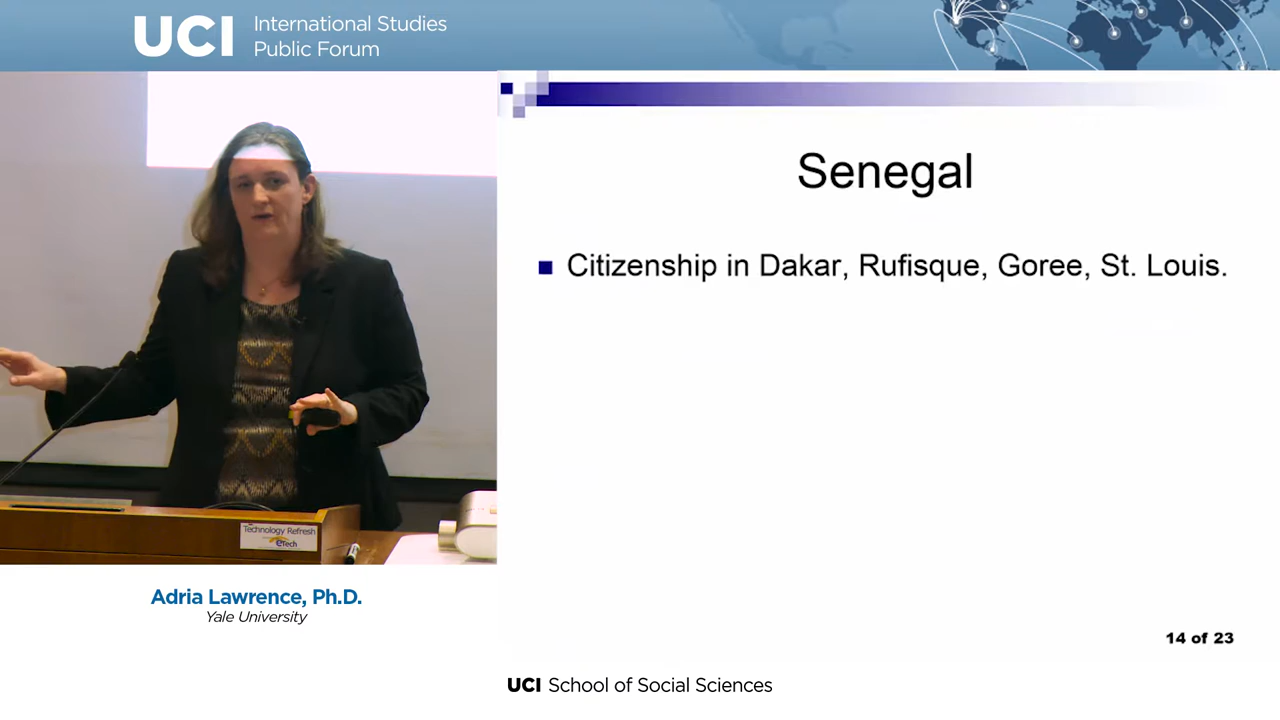 UCI International Studies
Public Forum
Senegal
Citizenship in Dakar, Rufisque, Goree, St. Louis.
Technology Refresh
eTech
Adria Lawrence, Ph.D.
Yale University
14 of 23
UCI School of Social Sciences